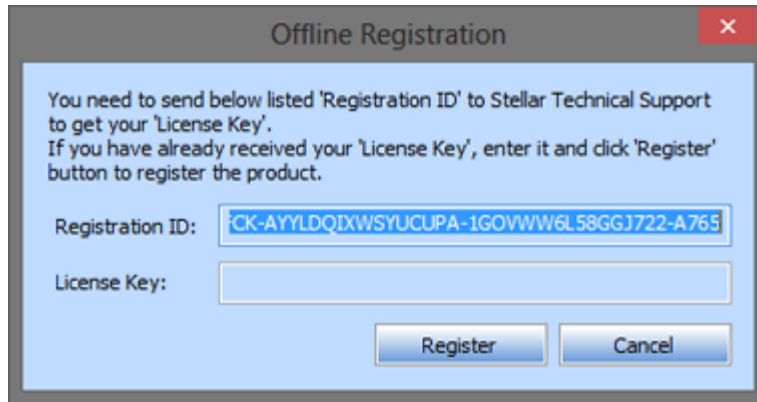 Offline Registration
You need to send below listed 'Registration ID' to Stellar Technical Support
to get your 'License Key'.
If you have already received your 'License Key', enter it and click 'Register'
button to register the product.
Registration ID: CK-AYYLDQIXWSYUCUPA-1GOVWW6L58GGJ722-A765
License Key:
Register Cancel